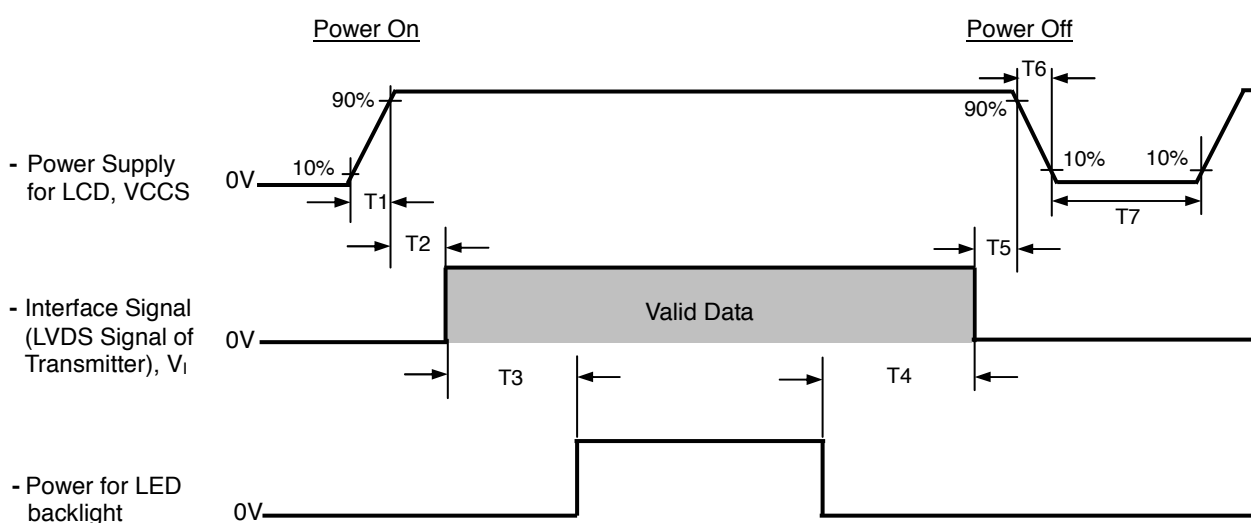 Power On
Power Off
T6
90%
90%
10%
10%
10%
- Power Supply
for LCD, VCCS
0V
T1
T7
T2
T5
- Interface Signal
(LVDS Signal of
Transmitter), VI
0V
Valid Data
T3
T4
- Power for LED
backlight
0V